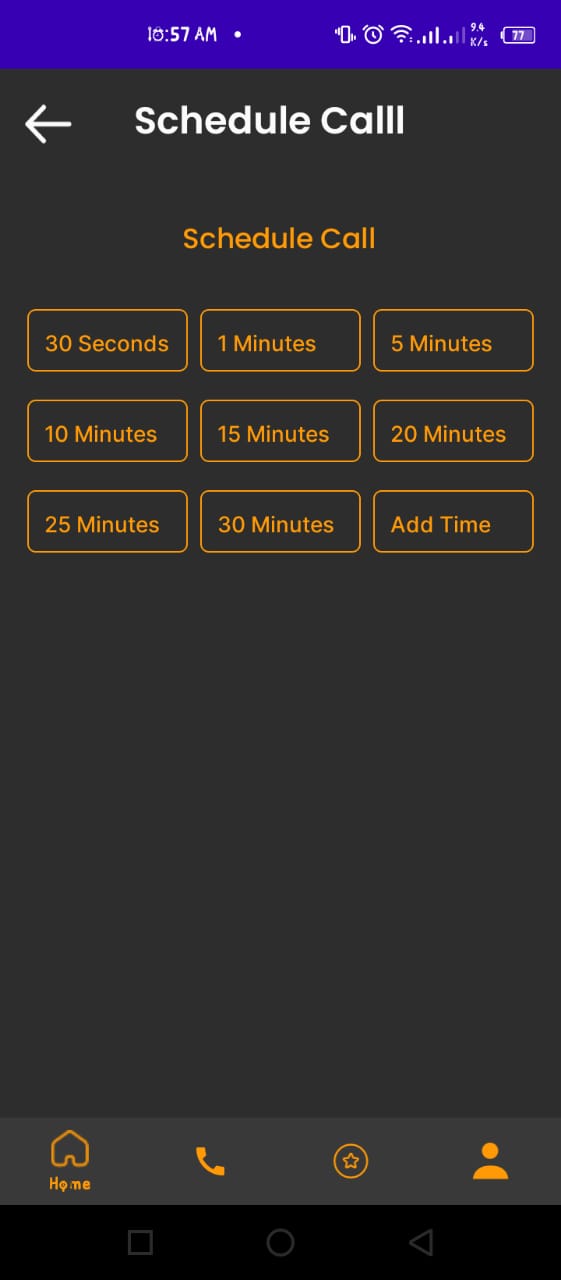 10:57 AM
9.4
K/s
77
Schedule Calll
Schedule Call
30 Seconds
1 Minutes
5 Minutes
10 Minutes
15 Minutes
20 Minutes
25 Minutes
30 Minutes
Add Time
Home